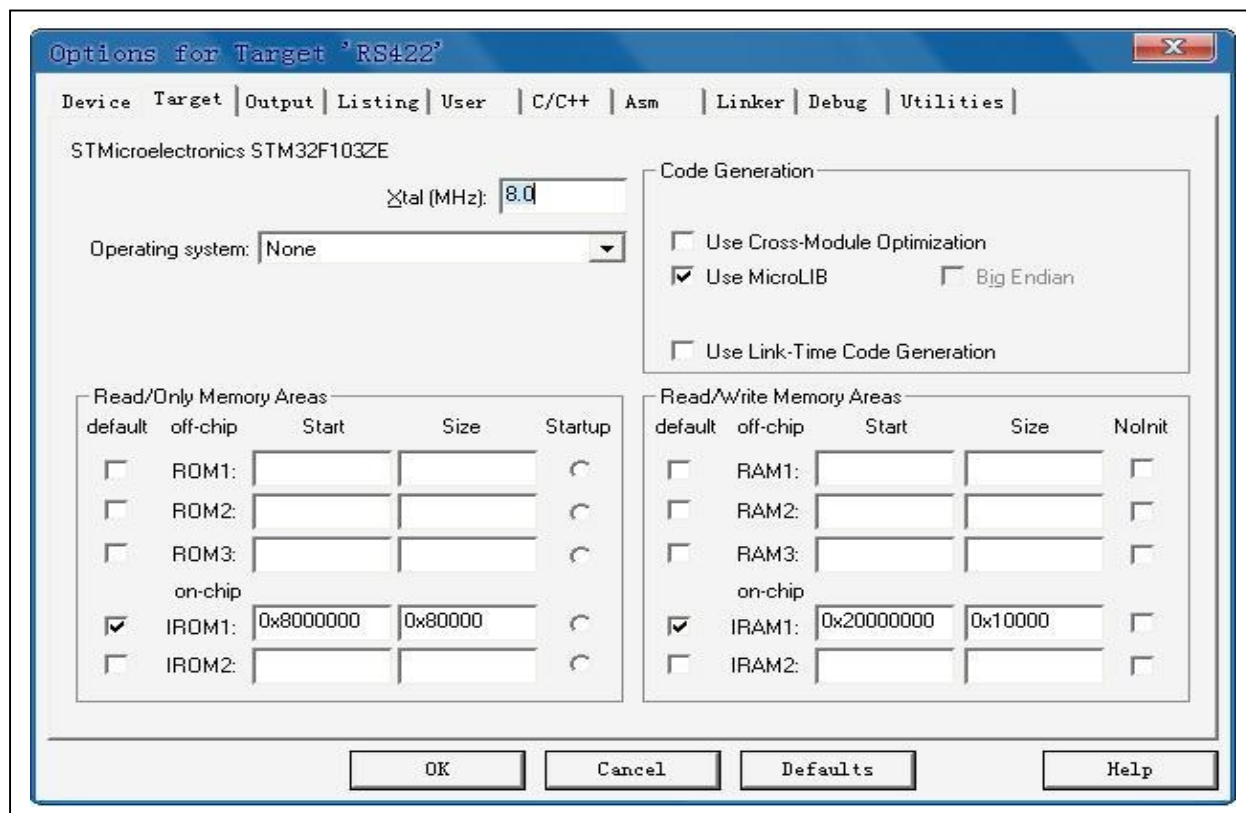 Options for Target 'RS422'
Device Target Output Listing User C/C++ Asm Linker Debug Utilities
STMicroelectronics STM32F103ZE
Xtal (MHz): 8.0
Operating system: None
Code Generation
Use Cross-Module Optimization
Use MicroLIB Big Endian
Use Link-Time Code Generation
Read/Only Memory Areas
default off-chip Start Size Startup
ROM1:
ROM2:
ROM3:
on-chip
IROM1: 0x8000000 0x80000
IROM2:
Read/Write Memory Areas
default off-chip Start Size NoInit
RAM1:
RAM2:
RAM3:
on-chip
IRAM1: 0x20000000 0x10000
IRAM2:
OK Cancel Defaults Help